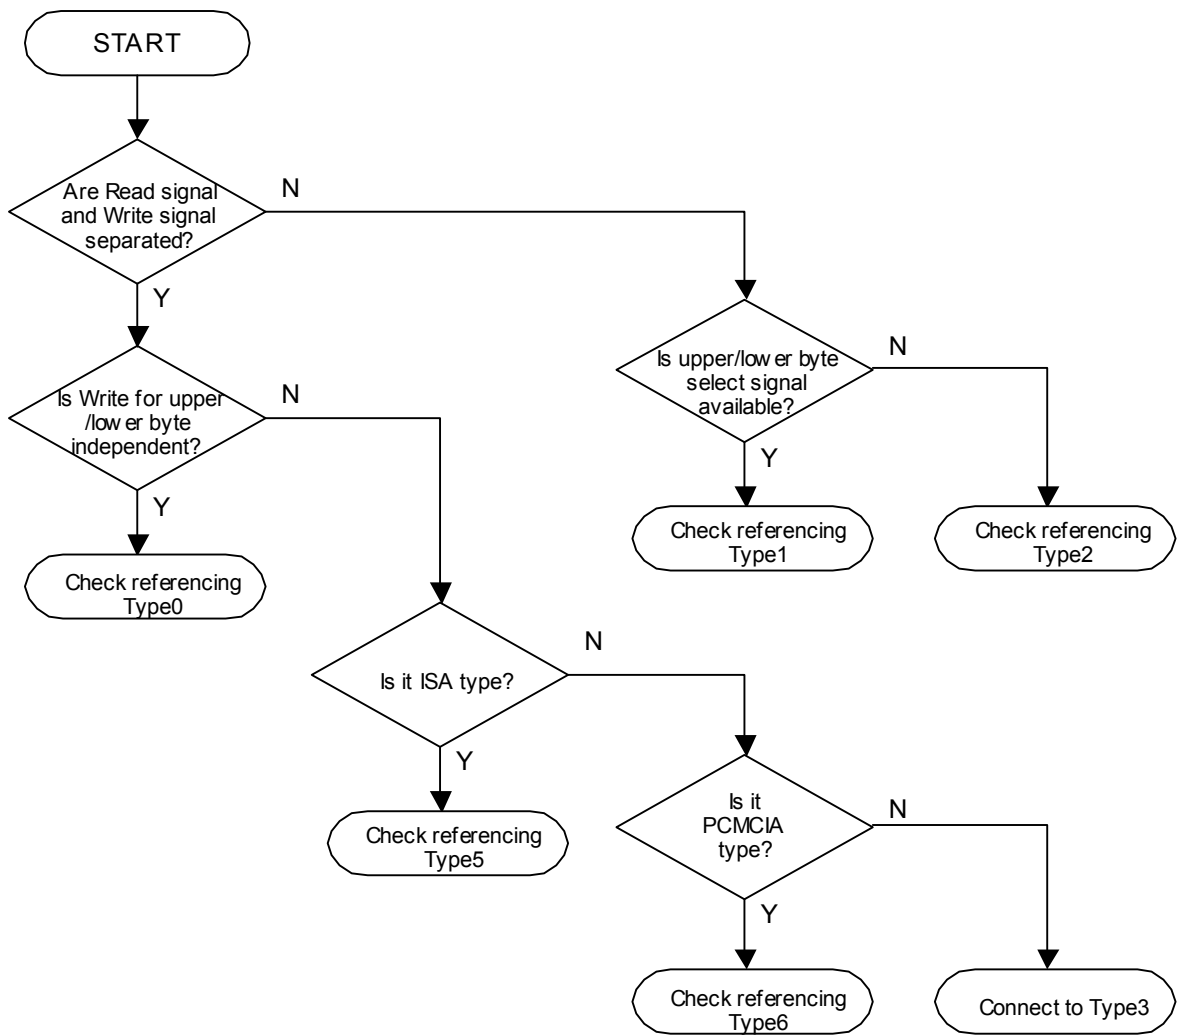 START
Are Read signal
and Write signal
separated?
N
Y
Is Write for upper
/lower byte
independent?
N
Is upper/lower byte
select signal
available?
N
Y
Y
Check referencing
Type0
Check referencing
Type1
Check referencing
Type2
Is it ISA type?
N
Y
Check referencing
Type5
Is it
PCMCIA
type?
N
Y
Check referencing
Type6
Connect to Type3